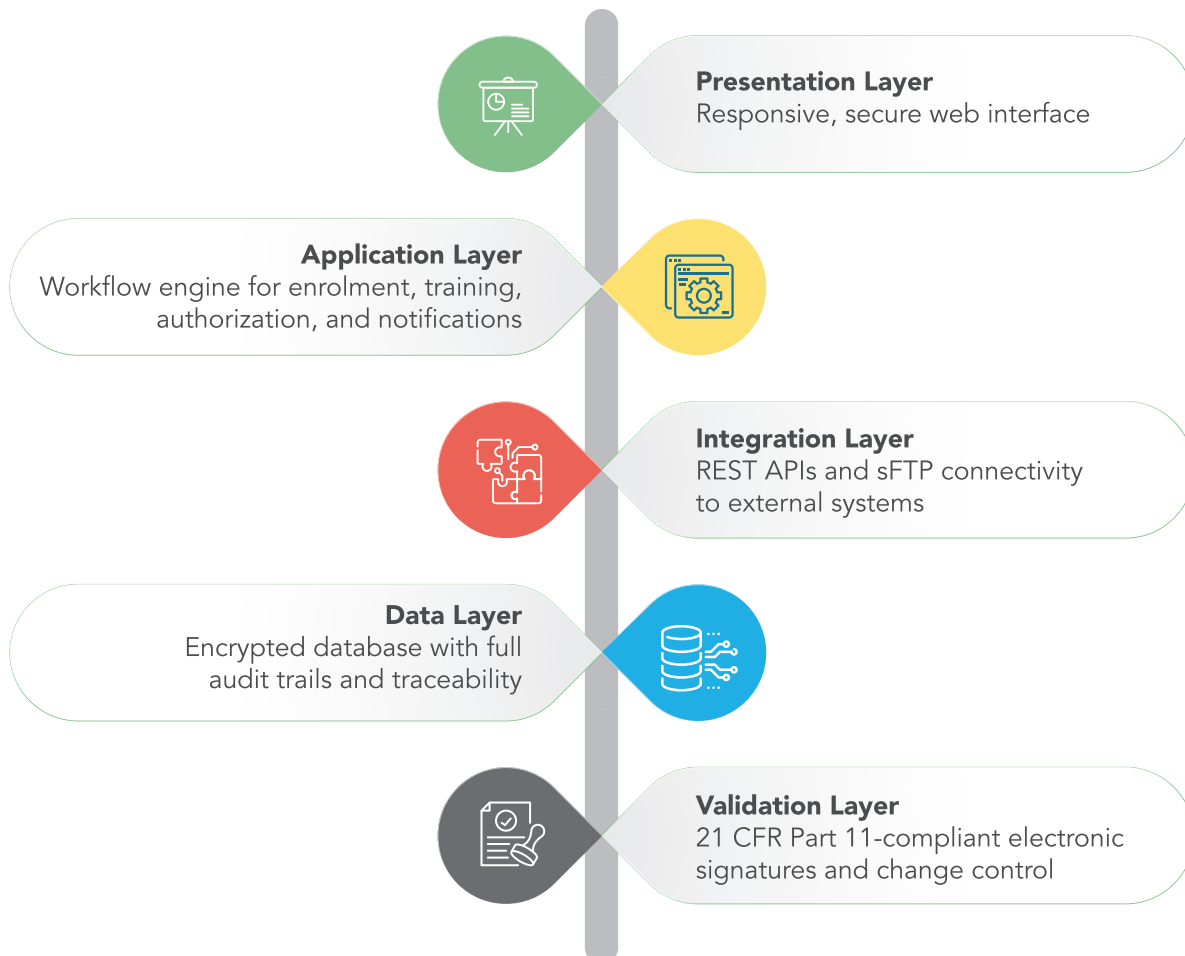 Presentation Layer
Responsive, secure web interface
Application Layer
Workflow engine for enrolment, training,
authorization, and notifications
Integration Layer
REST APIs and sFTP connectivity
to external systems
Data Layer
Encrypted database with full
audit trails and traceability
Validation Layer
21 CFR Part 11-compliant electronic
signatures and change control